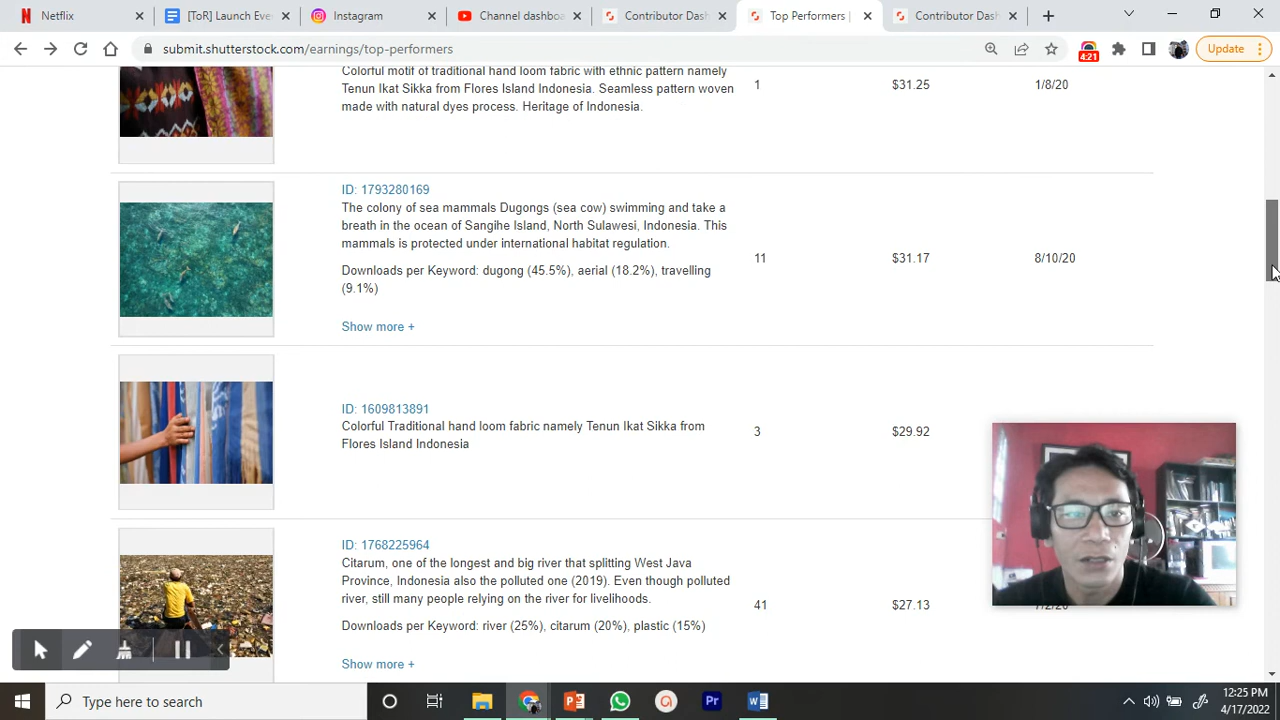 Netflix
[ToR] Launch Eve
Instagram
Channel dashbo
Contributor Dash
Top Performers |
Contributor Dash
submit.shutterstock.com/earnings/top-performers
4:21
Update
Colorful motif of traditional hand loom fabric with ethnic pattern namely
Tenun Ikat Sikka from Flores Island Indonesia. Seamless pattern woven
made with natural dyes process. Heritage of Indonesia.
1
$31.25
1/8/20
ID: 1793280169
The colony of sea mammals Dugongs (sea cow) swimming and take a
breath in the ocean of Sangihe Island, North Sulawesi, Indonesia. This
mammals is protected under international habitat regulation.
Downloads per Keyword: dugong (45.5%), aerial (18.2%), travelling
(9.1%)
Show more +
11
$31.17
8/10/20
ID: 1609813891
Colorful Traditional hand loom fabric namely Tenun Ikat Sikka from
Flores Island Indonesia
3
$29.92
ID: 1768225964
Citarum, one of the longest and big river that splitting West Java
Province, Indonesia also the polluted one (2019). Even though polluted
river, still many people relying on the river for livelihoods.
Downloads per Keyword: river (25%), citarum (20%), plastic (15%)
Show more +
41
$27.13
Type here to search
12:25 PM
4/17/2022